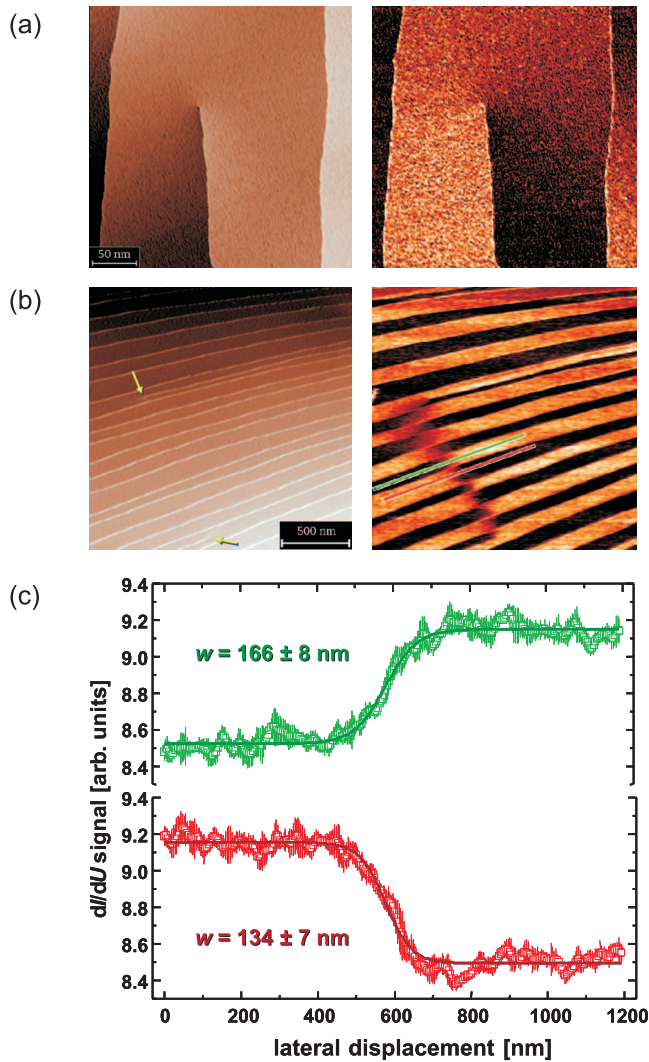 (a)
50 nm
(b)
500 nm
(c)
9.4
9.2
9.0
8.8
8.6
8.4
w = 166 ± 8 nm
9.4
9.2
9.0
8.8
8.6
8.4
w = 134 ± 7 nm
dI/dU signal [arb. units]
0 200 400 600 800 1000 1200
lateral displacement [nm]